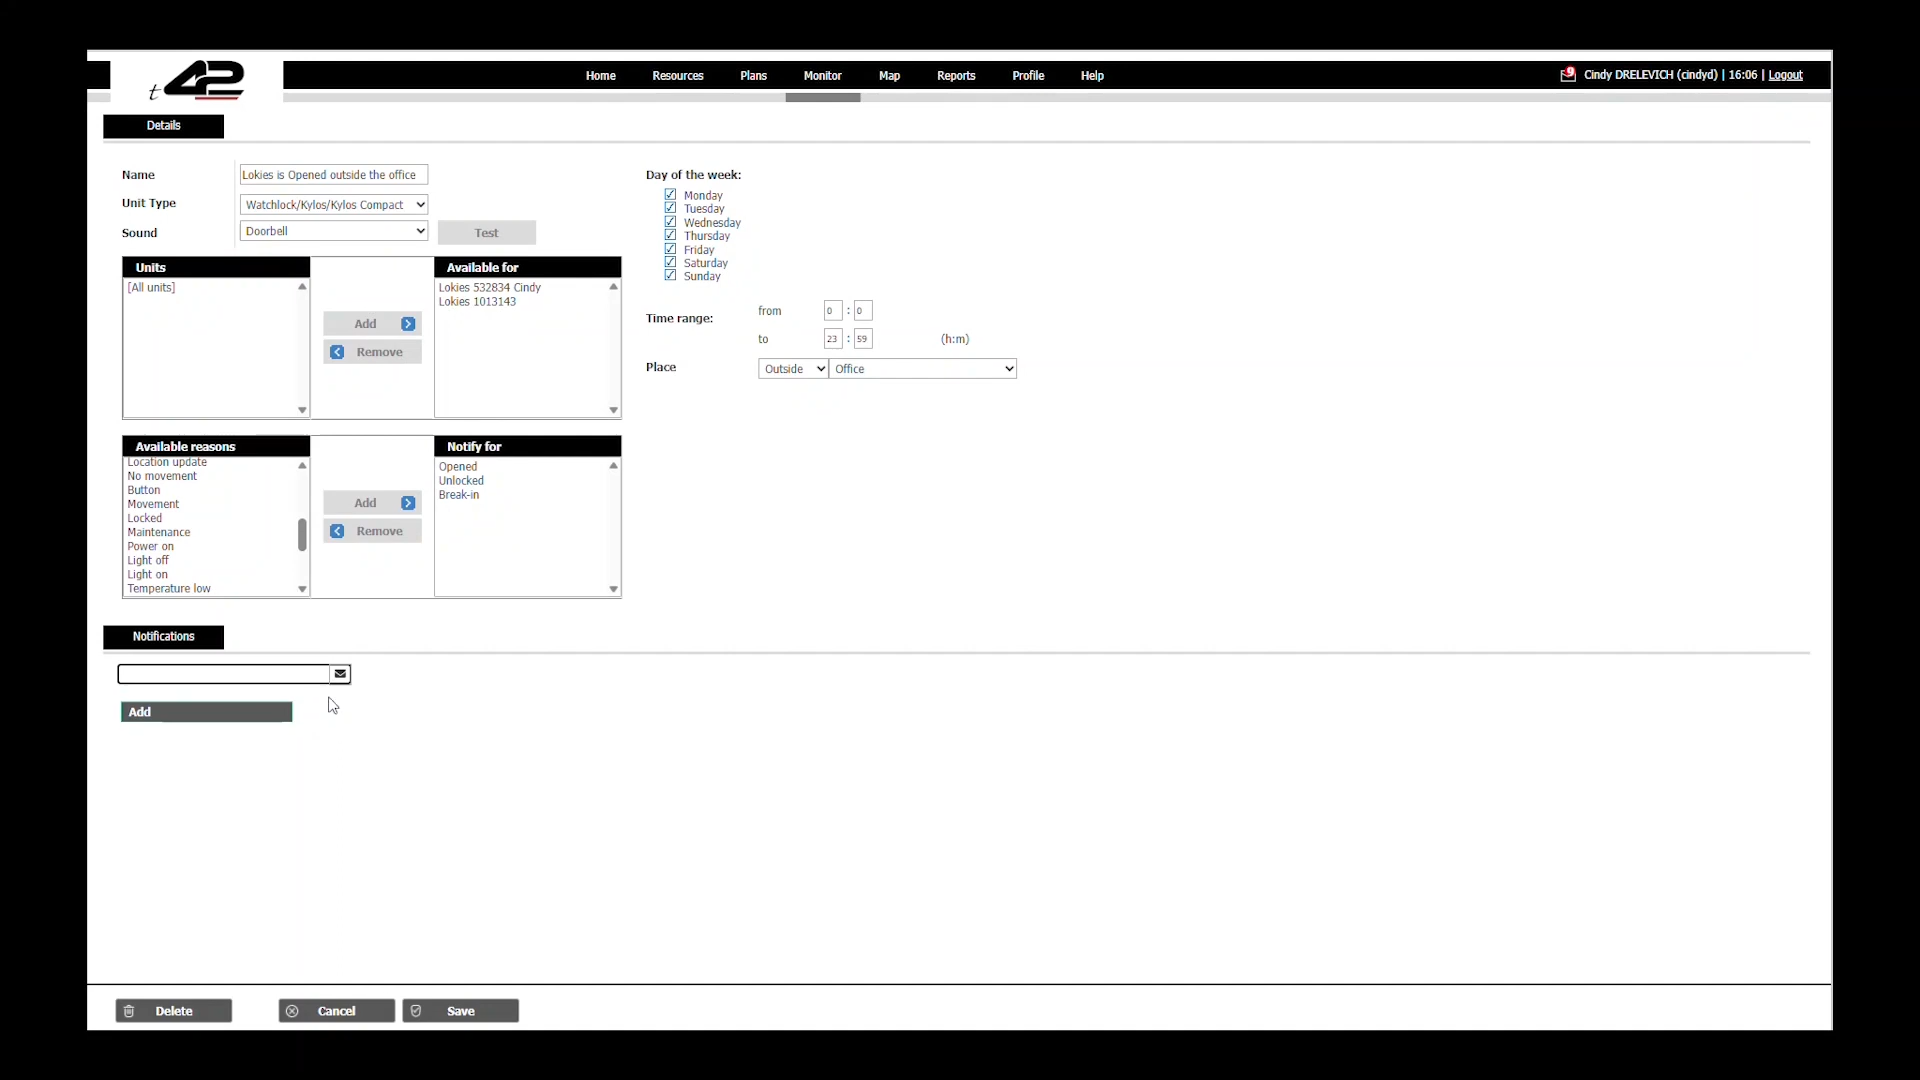 t42
Home Resources Plans Monitor Map Reports Profile Help
9 Cindy DRELEVICH (cindyd) | 16:06 | Logout
Details
Name Lokies is Opened outside the office
Unit Type Watchlock/Kylos/Kylos Compact
Sound Doorbell Test
Units
[All units]
Add
Remove
Available for
Lokies 532834 Cindy
Lokies 1013143
Available reasons
Location update
No movement
Button
Movement
Locked
Maintenance
Power on
Light off
Light on
Temperature low
Add
Remove
Notify for
Opened
Unlocked
Break-in
Day of the week:
Monday
Tuesday
Wednesday
Thursday
Friday
Saturday
Sunday
Time range: from 0 : 0
to 23 : 59 (h:m)
Place Outside Office
Notifications
Add
Delete Cancel Save